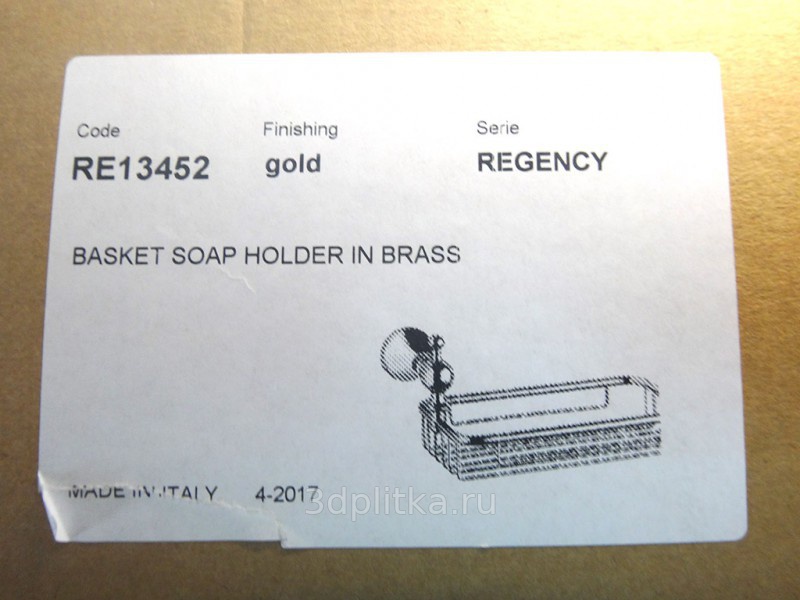 Code Finishing Serie
RE13452 gold REGENCY
BASKET SOAP HOLDER IN BRASS
MADE IN ITALY 4-2017
3dplitka.ru